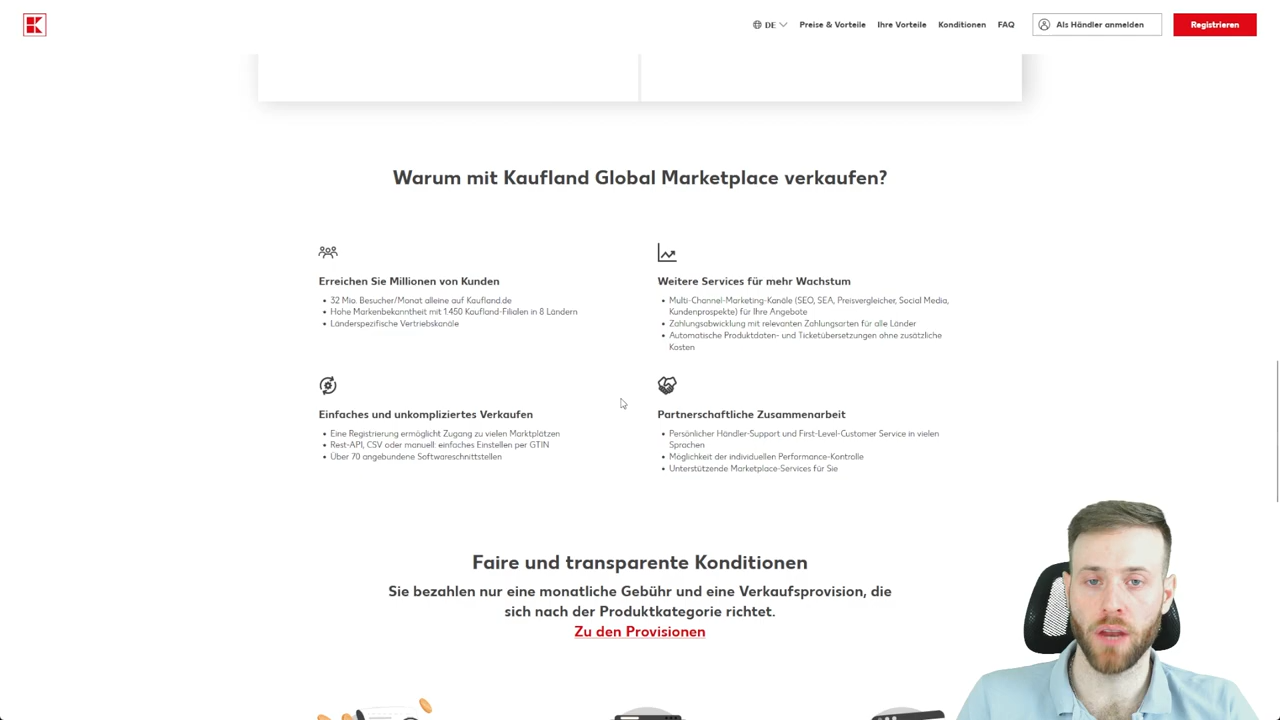 DE
Preise & Vorteile
Ihre Vorteile
Konditionen
FAQ
Als Händler anmelden
Registrieren
Warum mit Kaufland Global Marketplace verkaufen?
Erreichen Sie Millionen von Kunden
32 Mio. Besucher/Monat alleine auf Kaufland.de
Hohe Markenbekanntheit mit 1.450 Kaufland-Filialen in 8 Ländern
Länderspezifische Vertriebskanäle
Weitere Services für mehr Wachstum
Multi-Channel-Marketing-Kanäle (SEO, SEA, Preisvergleicher, Social Media,
Kundenprospekte) für Ihre Angebote
Zahlungsabwicklung mit relevanten Zahlungsarten für alle Länder
Automatische Produktdaten- und Ticketübersetzungen ohne zusätzliche
Kosten
Einfaches und unkompliziertes Verkaufen
Eine Registrierung ermöglicht Zugang zu vielen Marktplätzen
Rest-API, CSV oder manuell: einfaches Einstellen per GTIN
Über 70 angebundene Softwareschnittstellen
Partnerschaftliche Zusammenarbeit
Persönlicher Händler-Support und First-Level-Customer Service in vielen
Sprachen
Möglichkeit der individuellen Performance-Kontrolle
Unterstützende Marketplace-Services für Sie
Faire und transparente Konditionen
Sie bezahlen nur eine monatliche Gebühr und eine Verkaufsprovision, die
sich nach der Produktkategorie richtet.
Zu den Provisionen